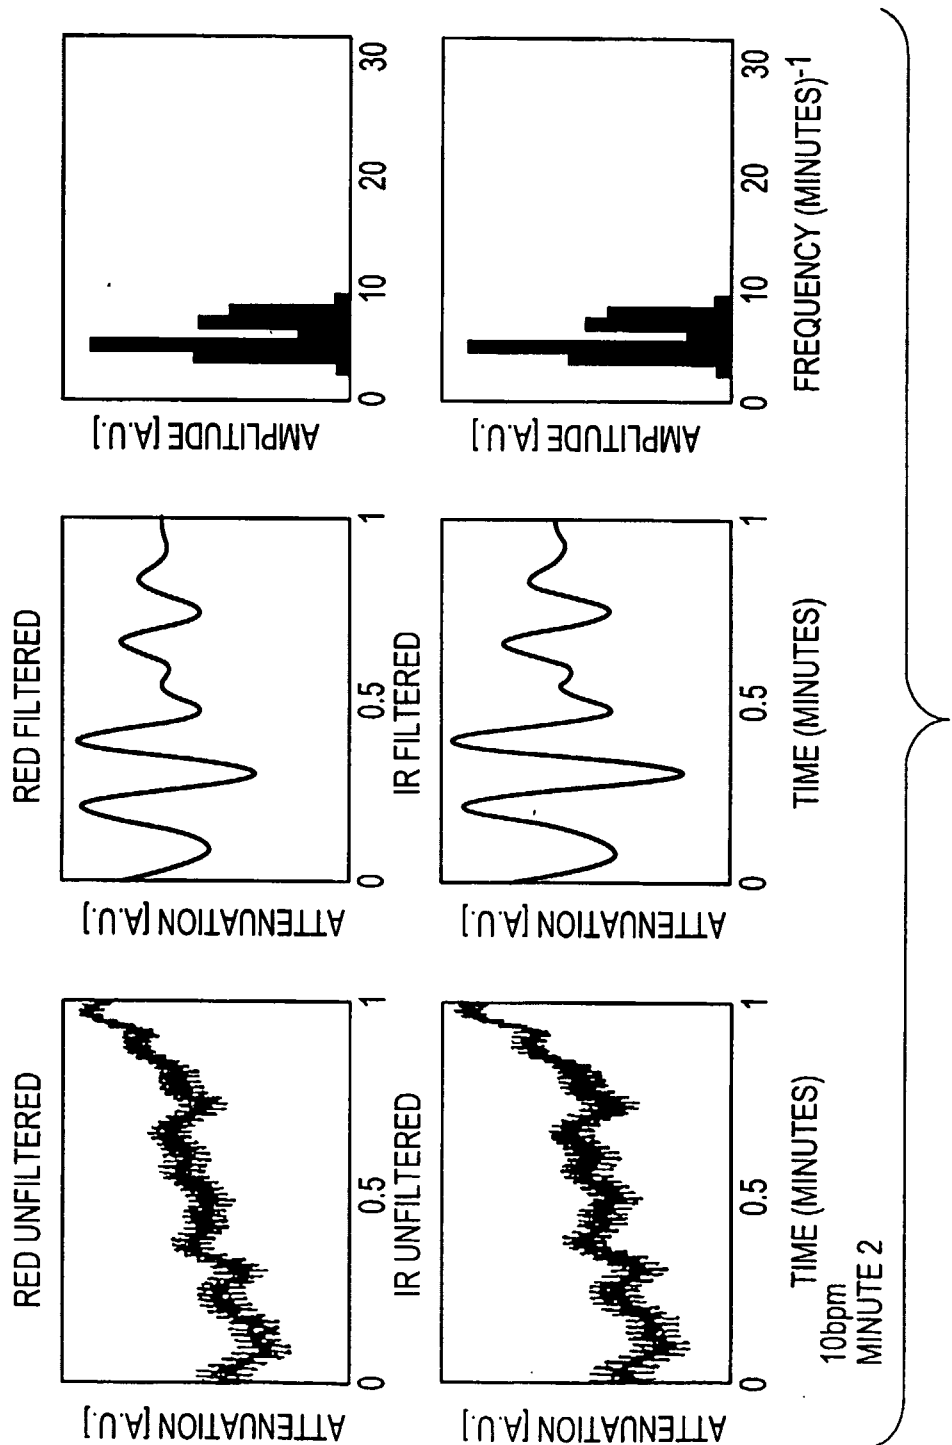 RED UNFILTERED
ATTENUATION [A.U.]
0 0.5 1
RED FILTERED
ATTENUATION [A.U.]
0 0.5 1
AMPLITUDE [A.U.]
0 10 20 30
IR UNFILTERED
ATTENUATION [A.U.]
0 0.5 1
TIME (MINUTES)
IR FILTERED
ATTENUATION [A.U.]
0 0.5 1
TIME (MINUTES)
AMPLITUDE [A.U.]
0 10 20 30
FREQUENCY (MINUTES)-1
10bpm
MINUTE 2